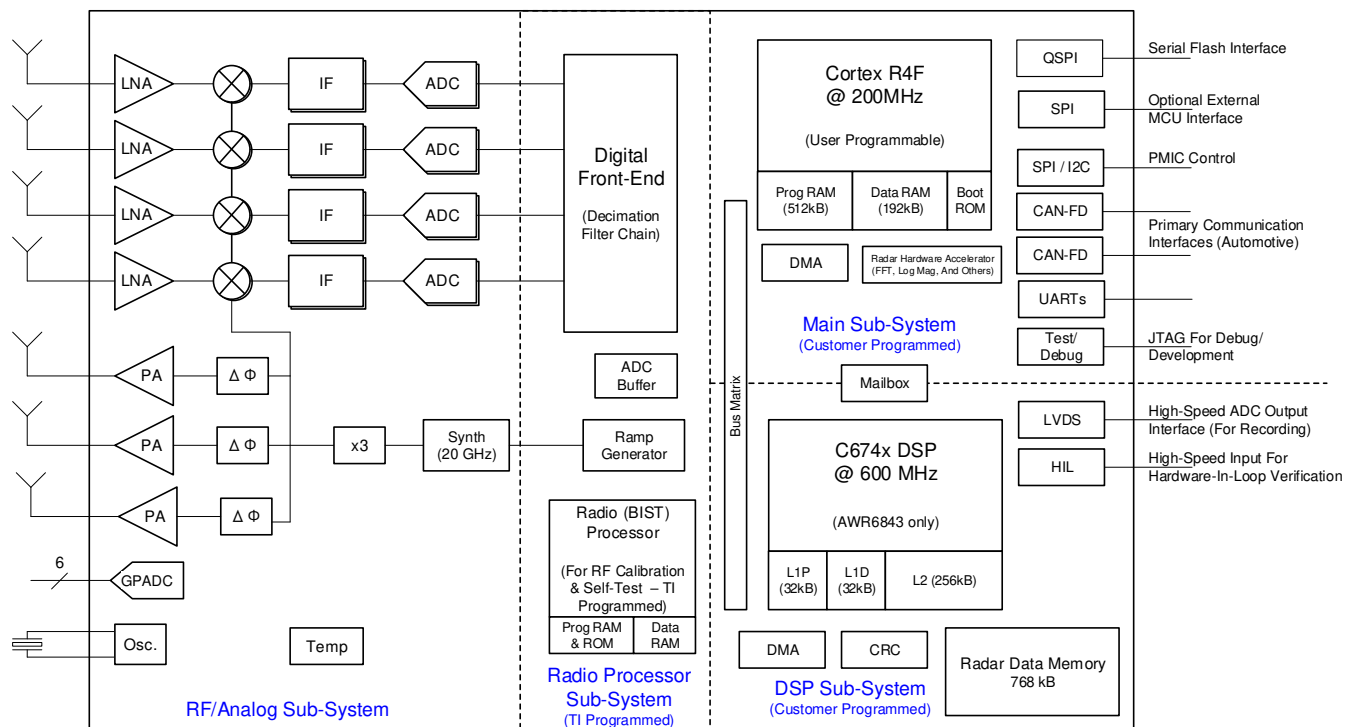 LNA
IF
ADC
LNA
IF
ADC
LNA
IF
ADC
LNA
IF
ADC
PA
Δ Φ
PA
Δ Φ
PA
Δ Φ
x3
Synth
(20 GHz)
6
GPADC
Osc.
Temp
RF/Analog Sub-System
Digital
Front-End
(Decimation
Filter Chain)
ADC
Buffer
Ramp
Generator
Radio (BIST)
Processor
(For RF Calibration
& Self-Test – TI
Programmed)
Prog RAM
& ROM
Data
RAM
Radio Processor
Sub-System
(TI Programmed)
Bus Matrix
Cortex R4F
@ 200MHz
(User Programmable)
Prog RAM
(512kB)
Data RAM
(192kB)
Boot
ROM
DMA
Radar Hardware Accelerator
(FFT, Log Mag, And Others)
Main Sub-System
(Customer Programmed)
Mailbox
C674x DSP
@ 600 MHz
(AWR6843 only)
L1P
(32kB)
L1D
(32kB)
L2 (256kB)
DMA
CRC
DSP Sub-System
(Customer Programmed)
Radar Data Memory
768 kB
QSPI
Serial Flash Interface
SPI
Optional External
MCU Interface
SPI / I2C
PMIC Control
CAN-FD
CAN-FD
Primary Communication
Interfaces (Automotive)
UARTs
Test/
Debug
JTAG For Debug/
Development
LVDS
High-Speed ADC Output
Interface (For Recording)
HIL
High-Speed Input For
Hardware-In-Loop Verification